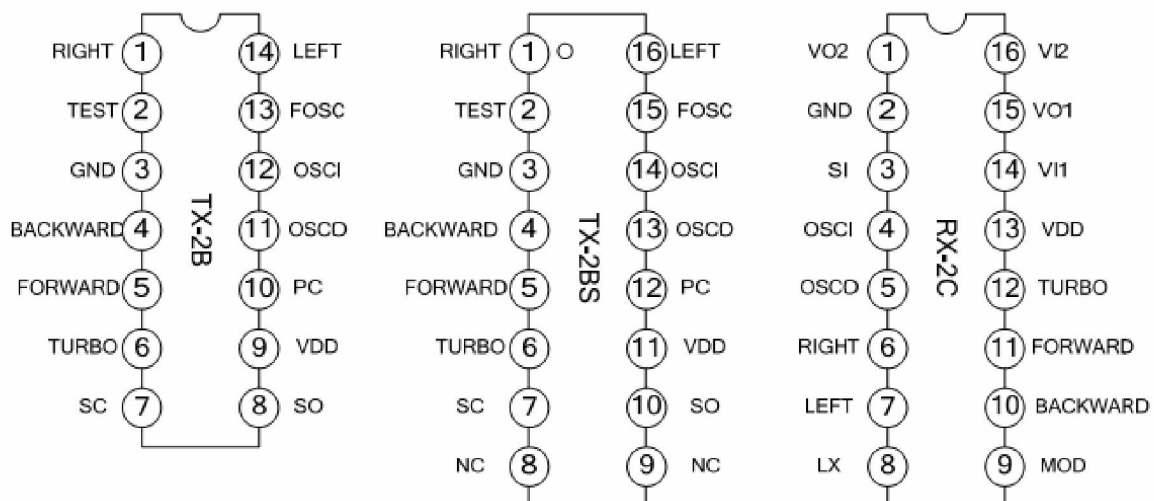 RIGHT 1 14 LEFT
TEST 2 13 FOSC
GND 3 12 OSCI
BACKWARD 4 11 OSCO
FORWARD 5 10 PC
TURBO 6 9 VDD
SC 7 8 SO
TX-2B
RIGHT 1 16 LEFT
TEST 2 15 FOSC
GND 3 14 OSCI
BACKWARD 4 13 OSCO
FORWARD 5 12 PC
TURBO 6 11 VDD
SC 7 10 SO
NC 8 9 NC
TX-2BS
VO2 1 16 VI2
GND 2 15 VO1
SI 3 14 VI1
OSCI 4 13 VDD
OSCO 5 12 TURBO
RIGHT 6 11 FORWARD
LEFT 7 10 BACKWARD
LX 8 9 MOD
RX-2C